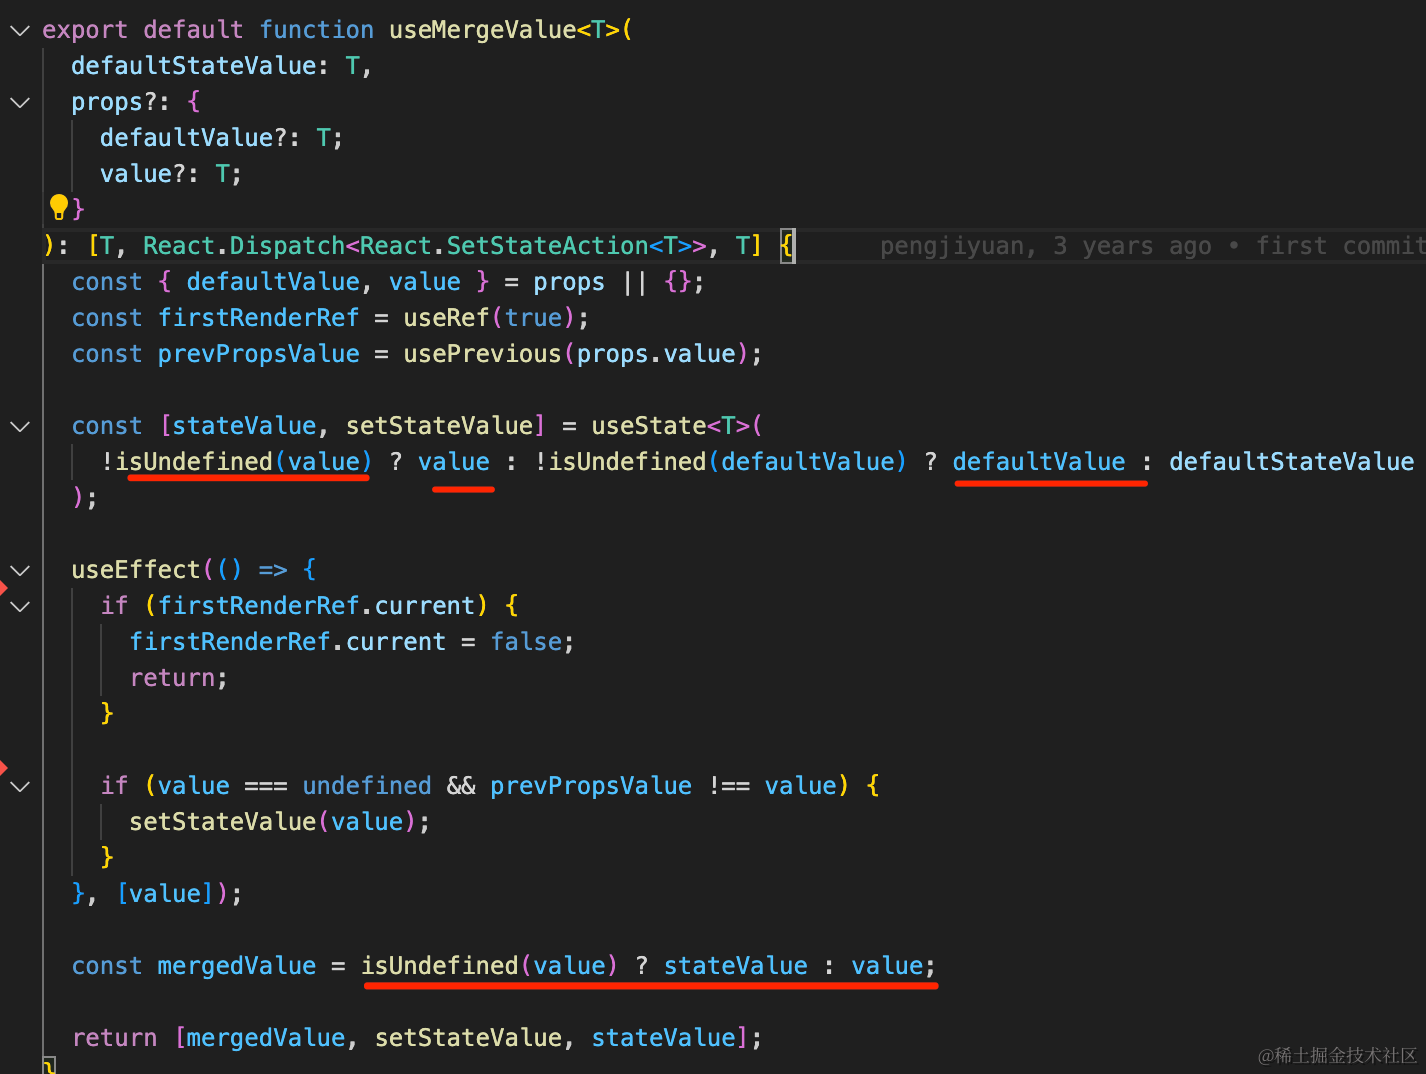 export default function useMergeValue<T>(
  defaultStateValue: T,
  props?: {
    defaultValue?: T;
    value?: T;
  }
): [T, React.Dispatch<React.SetStateAction<T>>, T] { pengjiyuan, 3 years ago • first commit
  const { defaultValue, value } = props || {};
  const firstRenderRef = useRef(true);
  const prevPropsValue = usePrevious(props.value);
  const [stateValue, setStateValue] = useState<T>(
    !isUndefined(value) ? value : !isUndefined(defaultValue) ? defaultValue : defaultStateValue
  );
  useEffect(() => {
    if (firstRenderRef.current) {
      firstRenderRef.current = false;
      return;
    }
    if (value === undefined && prevPropsValue !== value) {
      setStateValue(value);
    }
  }, [value]);
  const mergedValue = isUndefined(value) ? stateValue : value;
  return [mergedValue, setStateValue, stateValue];
}
@稀土掘金技术社区